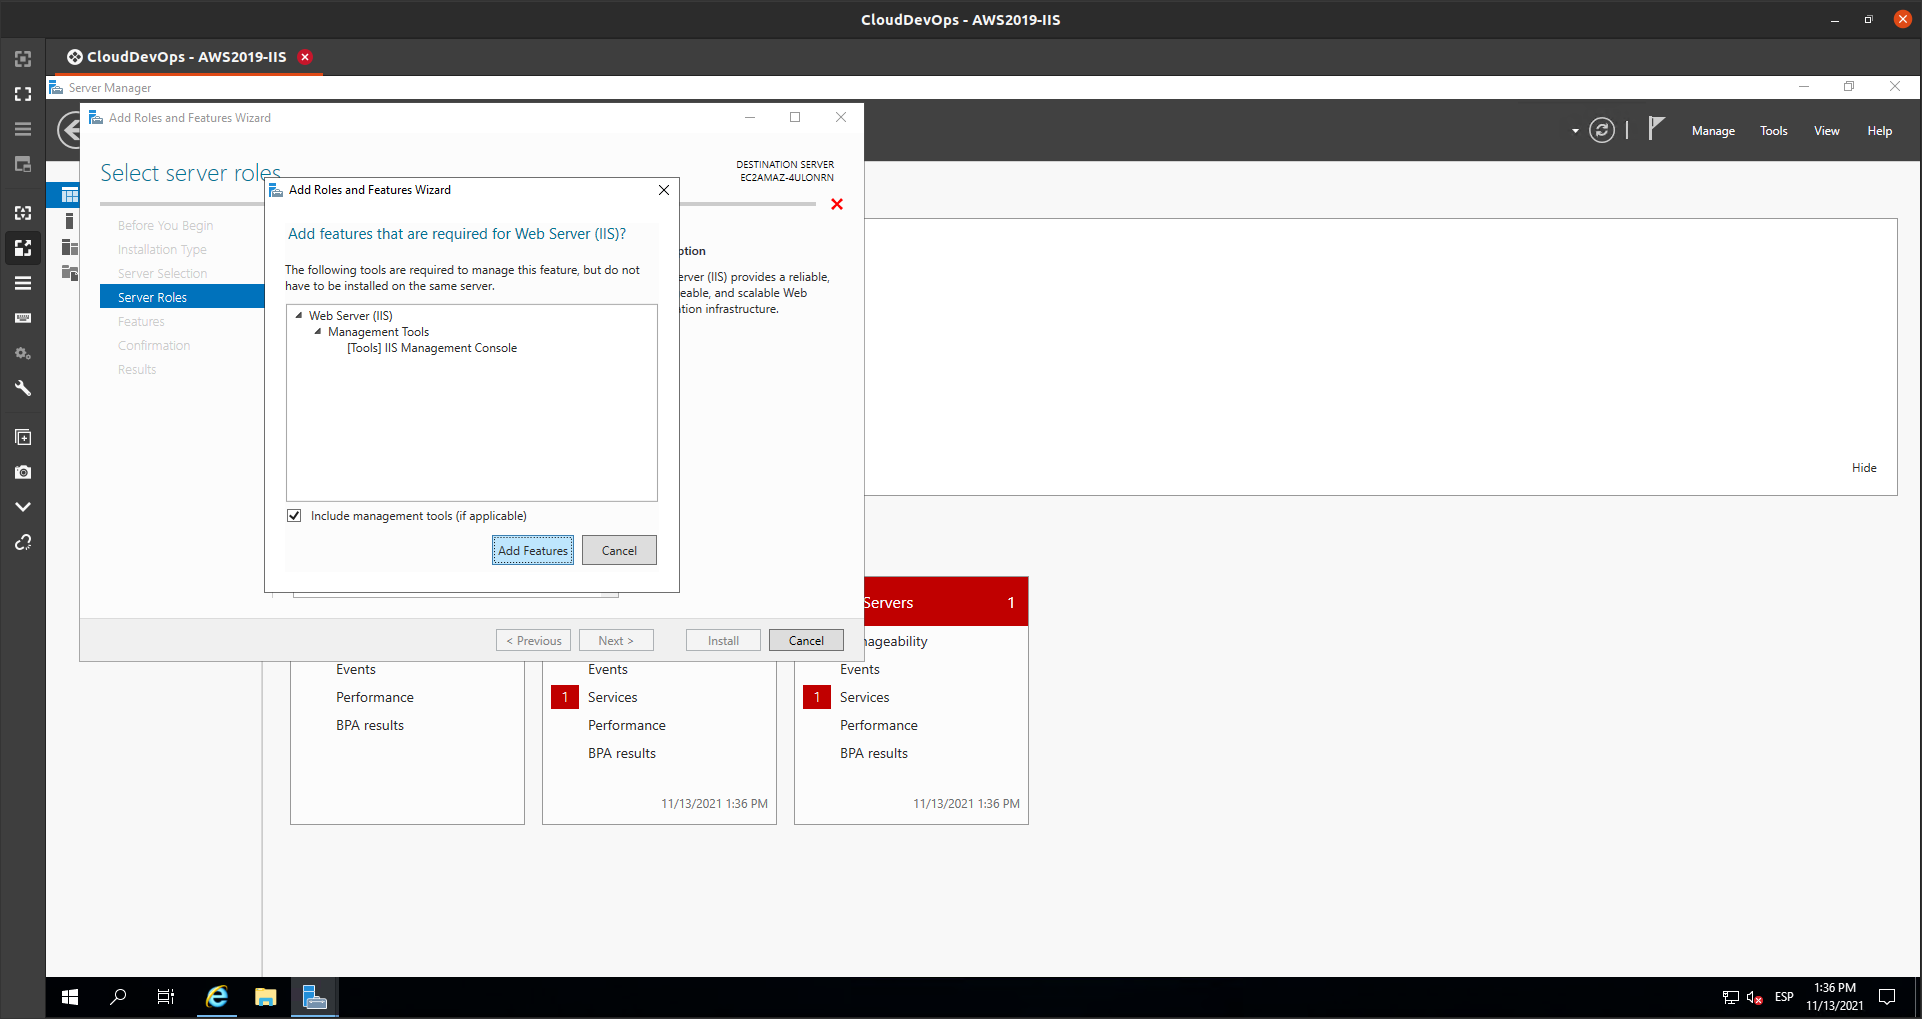 CloudDevOps - AWS2019-IIS
CloudDevOps - AWS2019-IIS
Server Manager
Manage
Tools
View
Help
Add Roles and Features Wizard
Select server roles
DESTINATION SERVER
EC2AMAZ-4ULONRN
Before You Begin
Installation Type
Server Selection
Server Roles
Features
Confirmation
Results
Add Roles and Features Wizard
Add features that are required for Web Server (IIS)?
The following tools are required to manage this feature, but do not
have to be installed on the same server.
Web Server (IIS)
Management Tools
[Tools] IIS Management Console
Include management tools (if applicable)
Add Features
Cancel
ption
erver (IIS) provides a reliable,
eable, and scalable Web
tion infrastructure.
< Previous
Next >
Install
Cancel
Hide
Events
Performance
BPA results
Events
1 Services
Performance
BPA results
11/13/2021 1:36 PM
Servers 1
nageability
Events
1 Services
Performance
BPA results
11/13/2021 1:36 PM
ESP
1:36 PM
11/13/2021